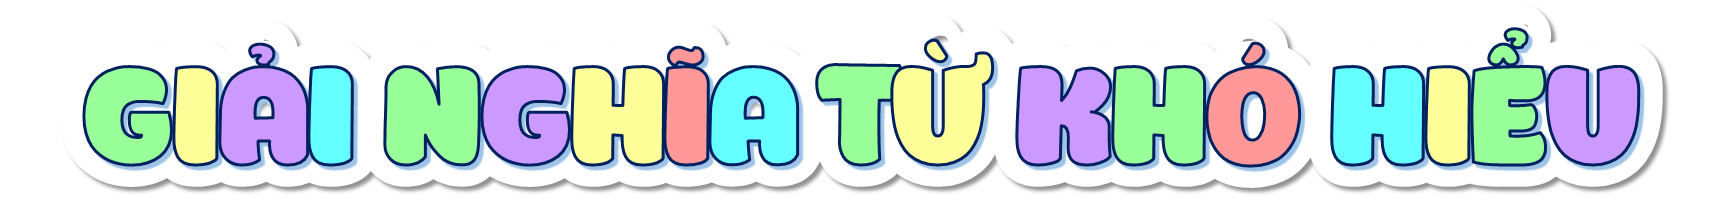 GIẢI NGHĨA TỪ KHÓ HIỂU